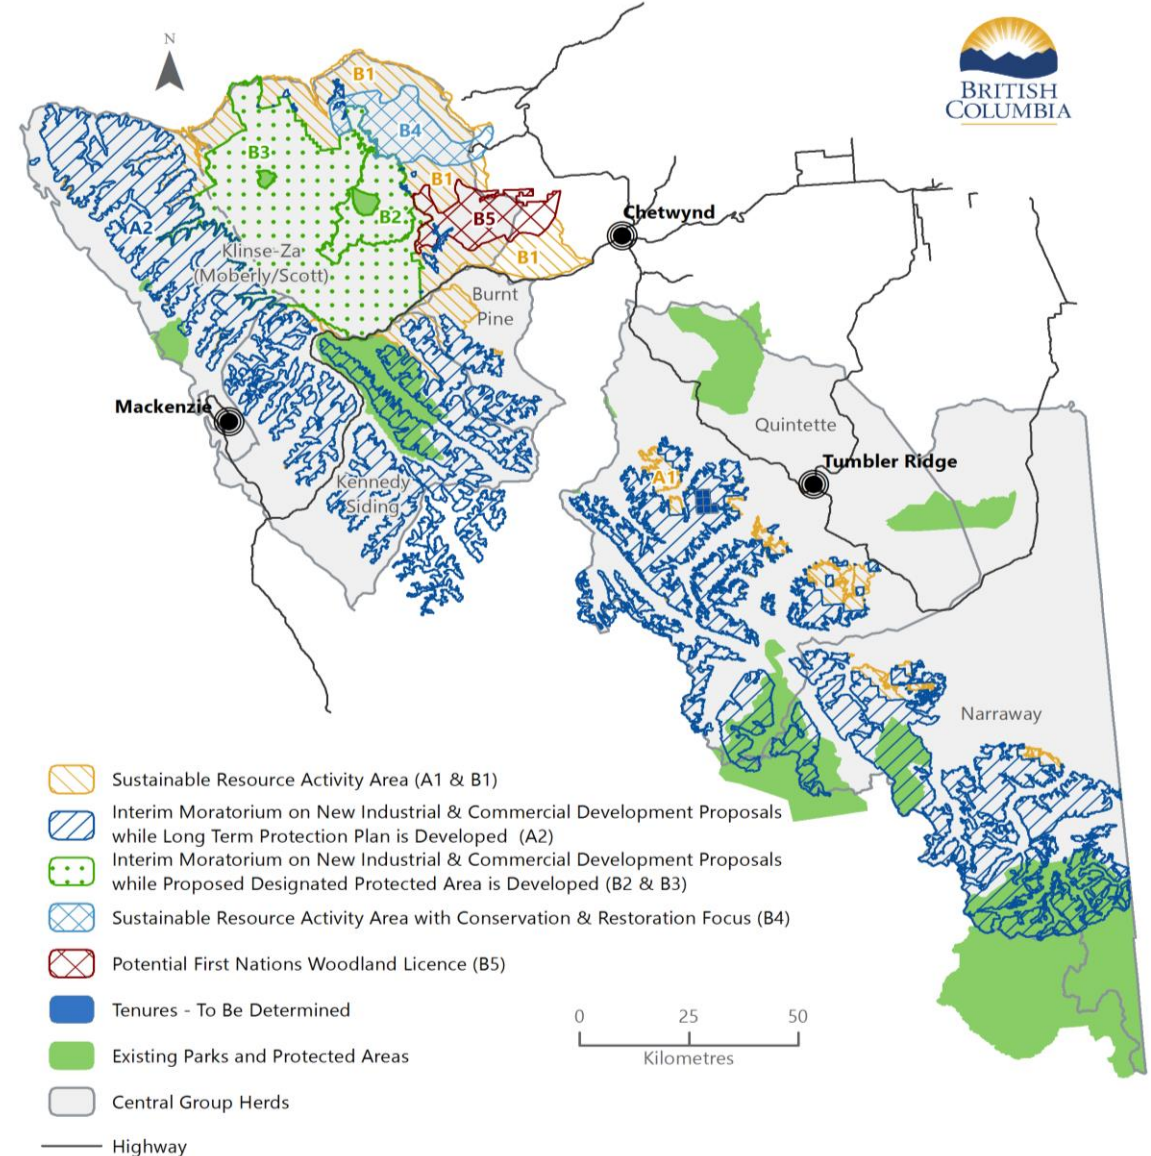 N
BRITISH
COLUMBIA
B1
B4
B3
B1
B2
B5
A2
B1
Chetwynd
Klinse-Za
(Moberly/Scott)
Burnt
Pine
Mackenzie
Quintette
Tumbler Ridge
A1
Kennedy
Siding
Narraway
Sustainable Resource Activity Area (A1 & B1)
Interim Moratorium on New Industrial & Commercial Development Proposals
while Long Term Protection Plan is Developed (A2)
Interim Moratorium on New Industrial & Commercial Development Proposals
while Proposed Designated Protected Area is Developed (B2 & B3)
Sustainable Resource Activity Area with Conservation & Restoration Focus (B4)
Potential First Nations Woodland Licence (B5)
Tenures - To Be Determined
Existing Parks and Protected Areas
Central Group Herds
Highway
0 25 50
Kilometres